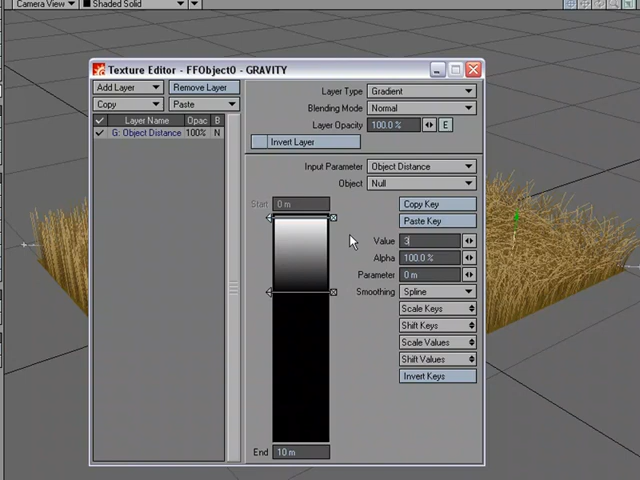 Camera View Shaded Solid
Texture Editor - FFObject0 - GRAVITY
Add Layer Remove Layer
Copy Paste
Layer Name Opac B
G: Object Distance 100% N
Layer Type Gradient
Blending Mode Normal
Layer Opacity 100.0 % E
Invert Layer
Input Parameter Object Distance
Object Null
Start 0 m
Copy Key
Paste Key
Value 3
Alpha 100.0 %
Parameter 0 m
Smoothing Spline
Scale Keys
Shift Keys
Scale Values
Shift Values
Invert Keys
End 10 m